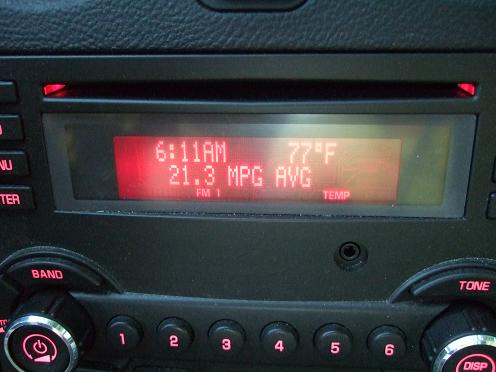 6:11AM 77°F
21.3 MPG AVG
FM 1 TEMP
BAND
TONE
1 2 3 4 5 6
DISP